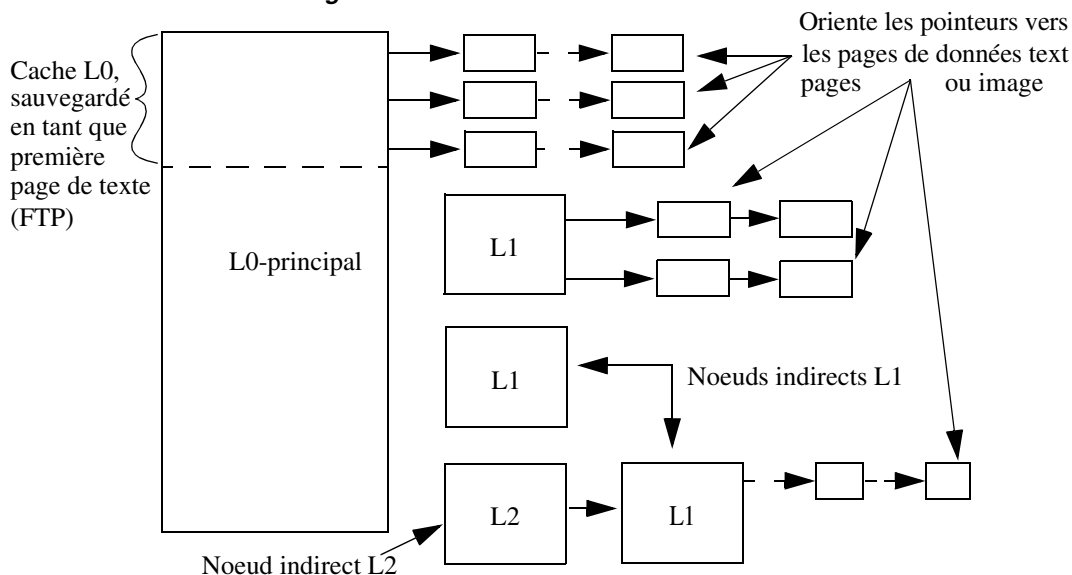 Oriente les pointeurs vers
les pages de données text
pages ou image
Cache L0,
sauvegardé
en tant que
première
page de texte
(FTP)
L0-principal
L1
L1
Noeuds indirects L1
L2
L1
Noeud indirect L2